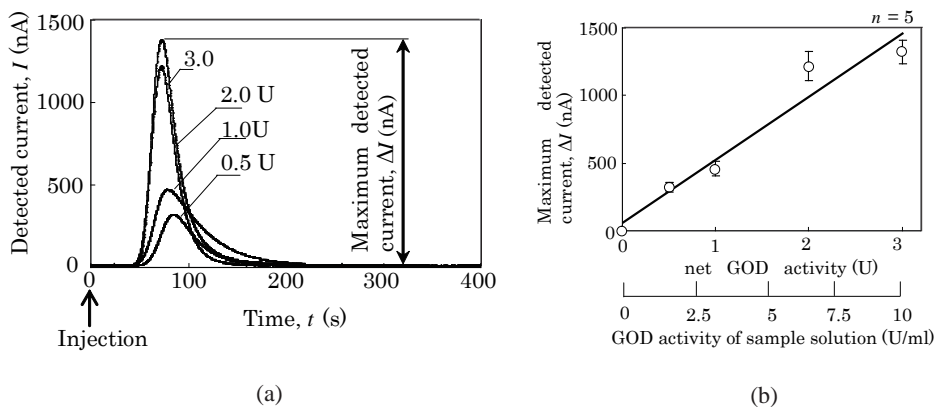 1500
1000
500
0
Detected current, I (nA)
3.0
2.0 U
1.0U
0.5 U
Maximum detected
current, ΔI (nA)
0
100
200
300
400
Time, t (s)
Injection
(a)
n = 5
1500
1000
500
0
Maximum detected
current, ΔI (nA)
0
1
2
3
net GOD activity (U)
0
2.5
5
7.5
10
GOD activity of sample solution (U/ml)
(b)